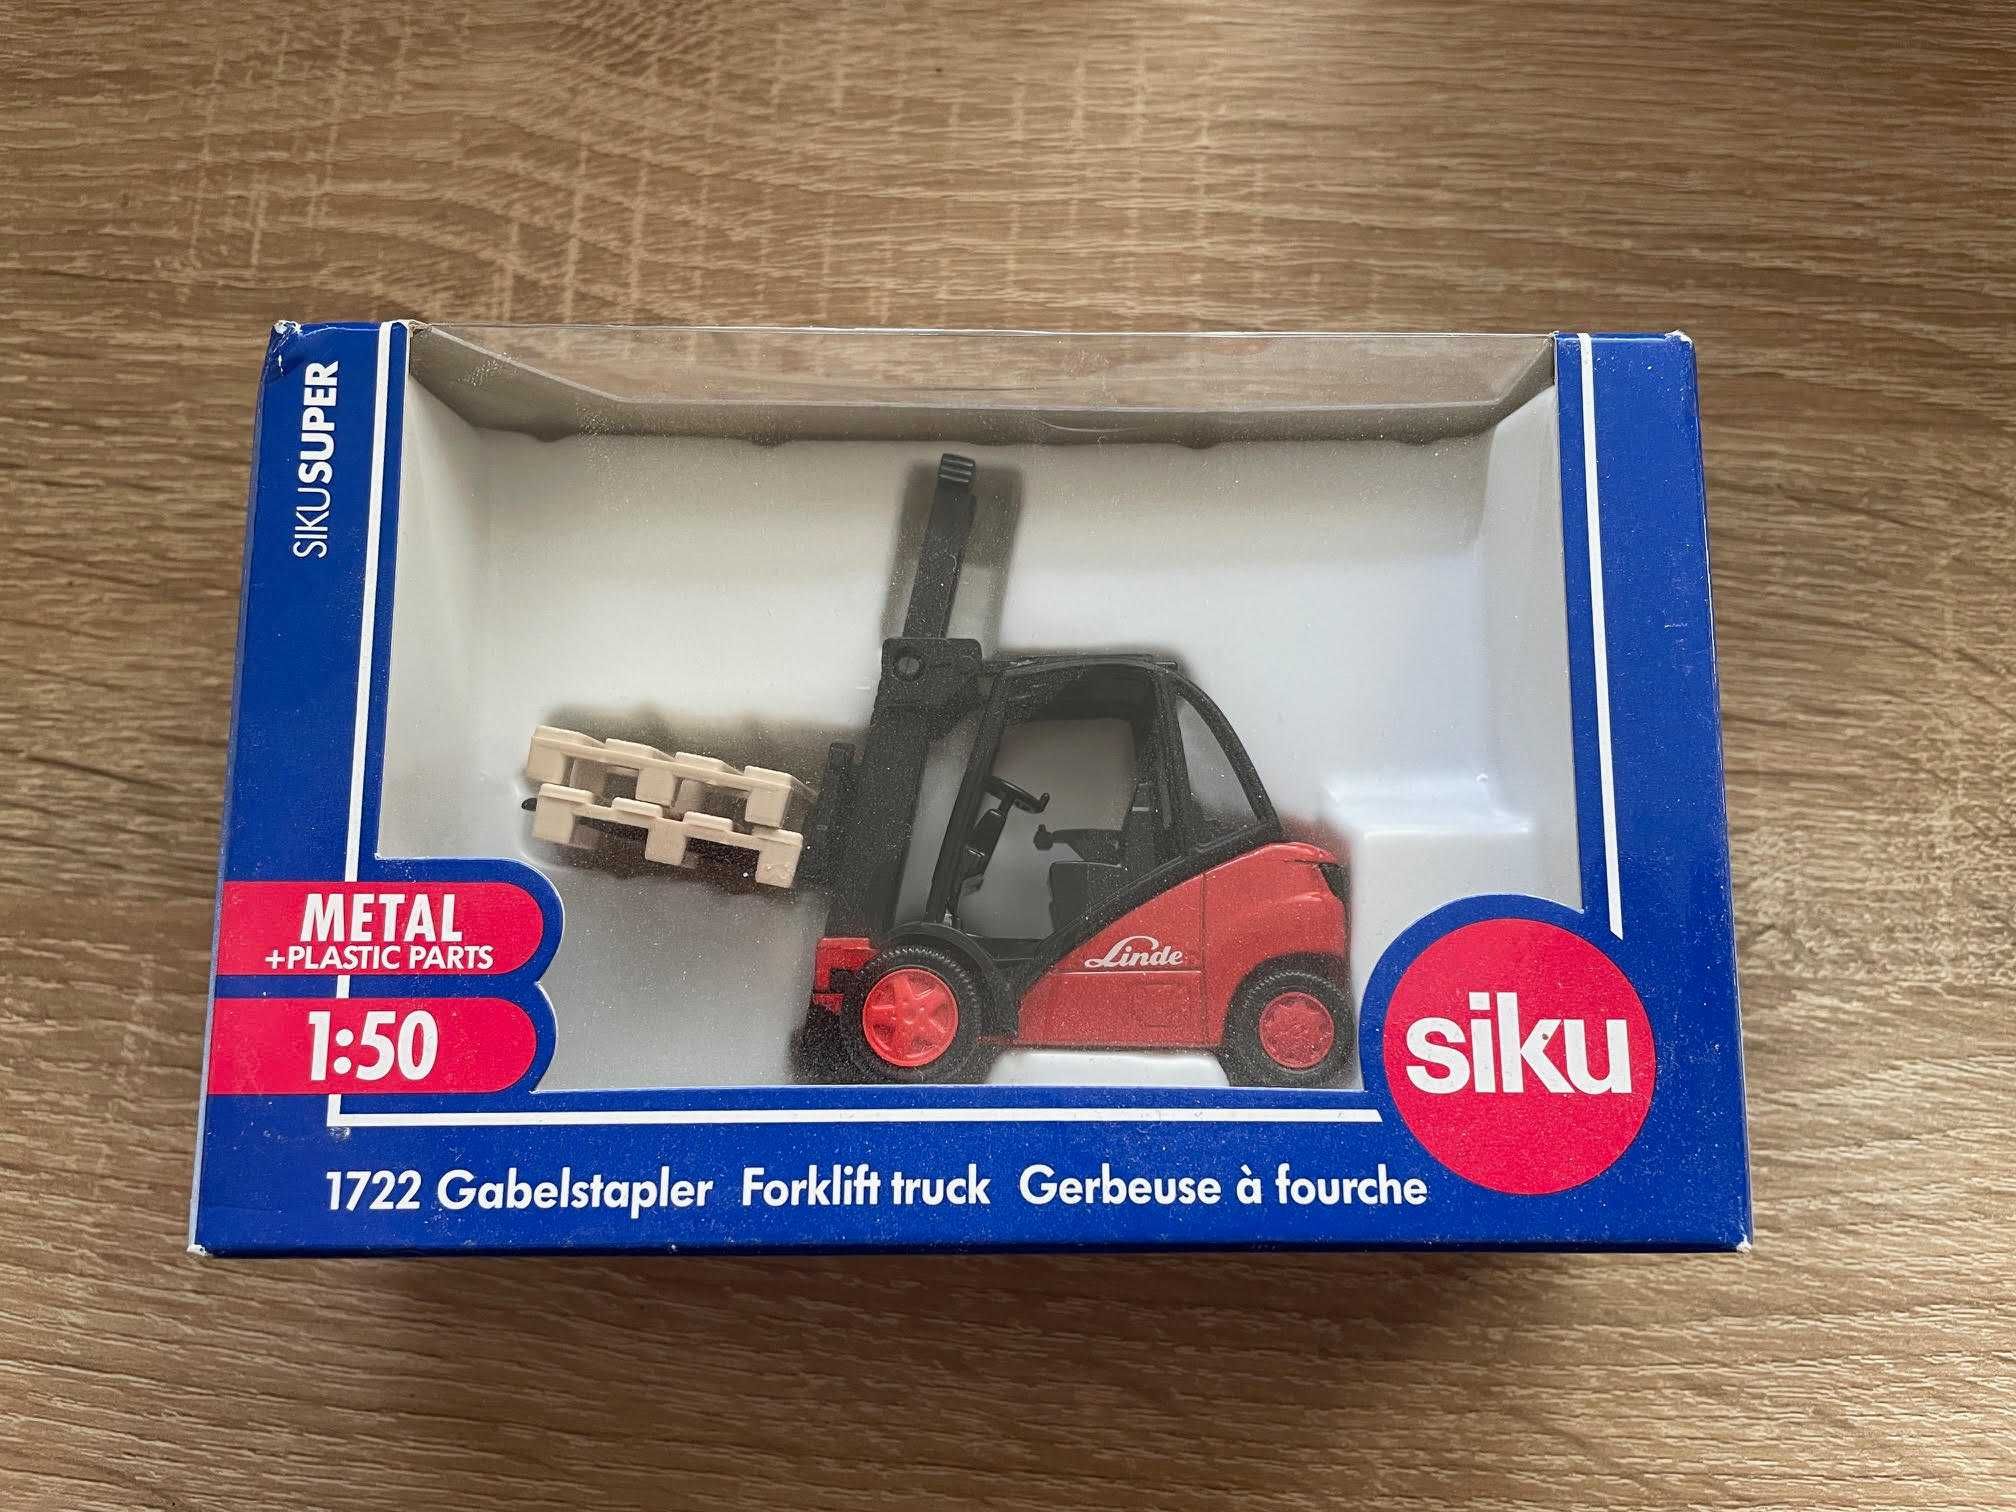 SIKUSUPER
Linde
METAL
+PLASTIC PARTS
1:50
siku
1722 Gabelstapler Forklift truck Gerbeuse à fourche